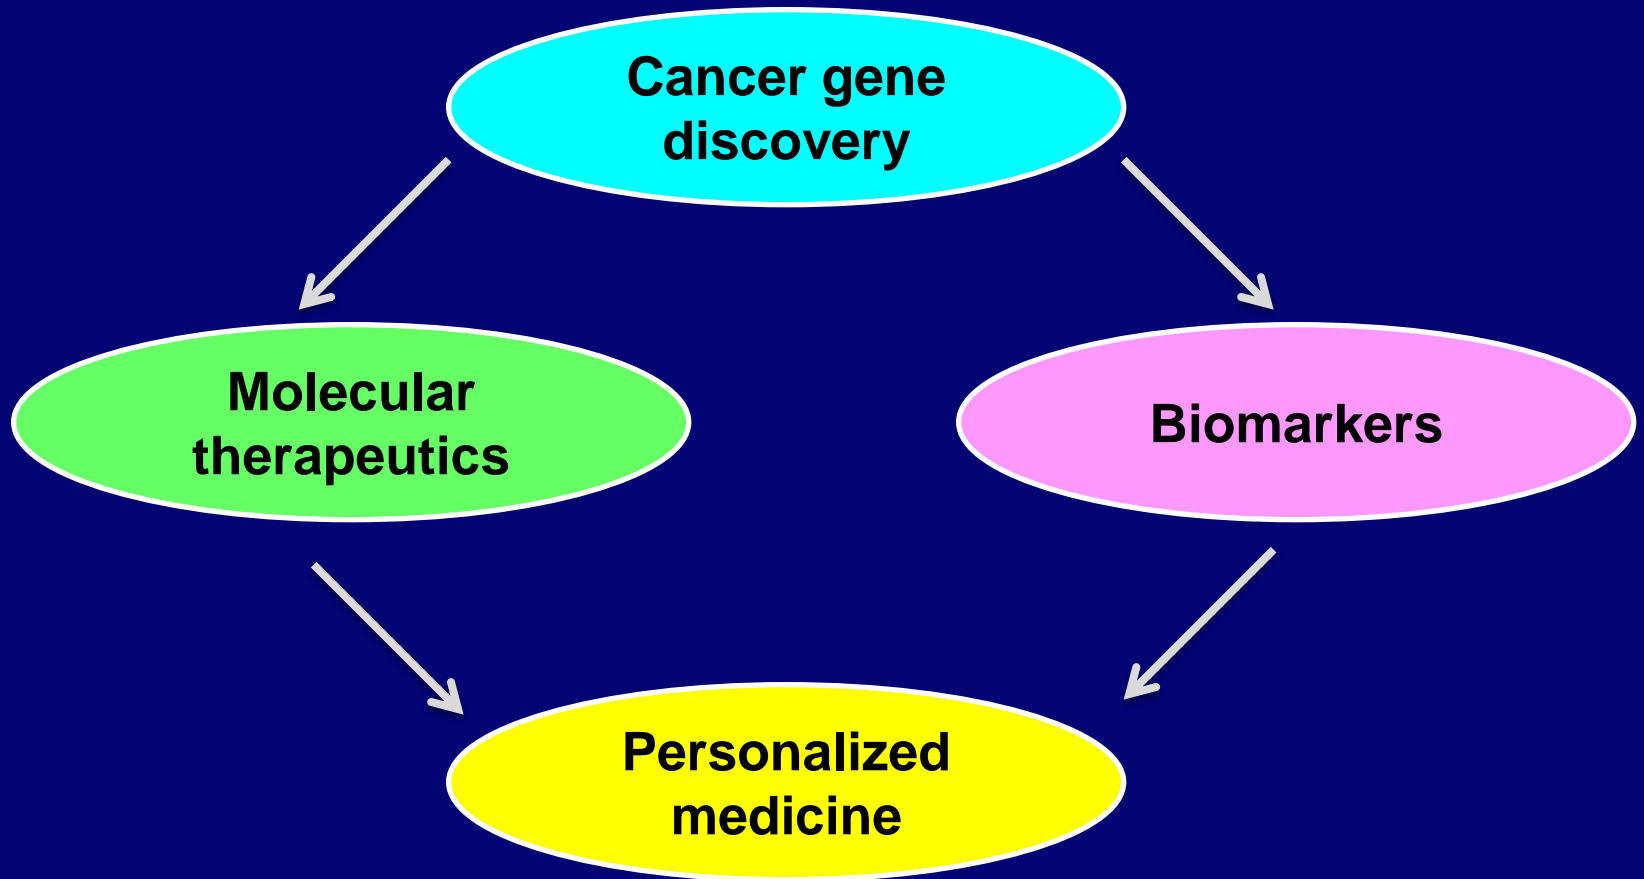 Cancer gene
discovery
Molecular
therapeutics
Biomarkers
Personalized
medicine